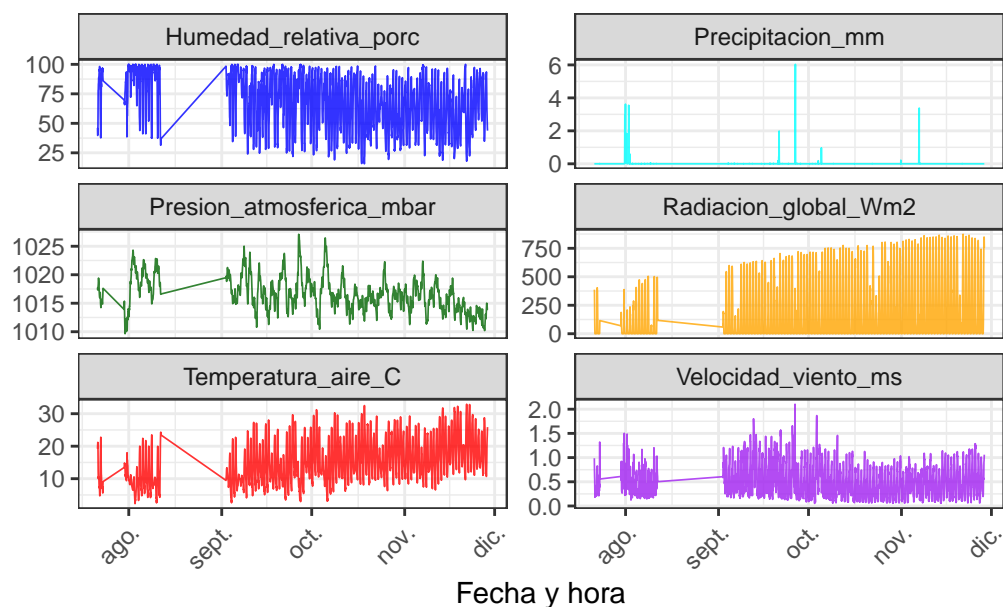 Humedad_relativa_porc
Precipitacion_mm
100
75
50
25
6
4
2
0
Presion_atmosferica_mbar
Radiacion_global_Wm2
1025
1020
1015
1010
750
500
250
0
Temperatura_aire_C
Velocidad_viento_ms
30
20
10
2.0
1.5
1.0
0.5
0.0
ago. sept. oct. nov. dic.
ago. sept. oct. nov. dic.
Fecha y hora